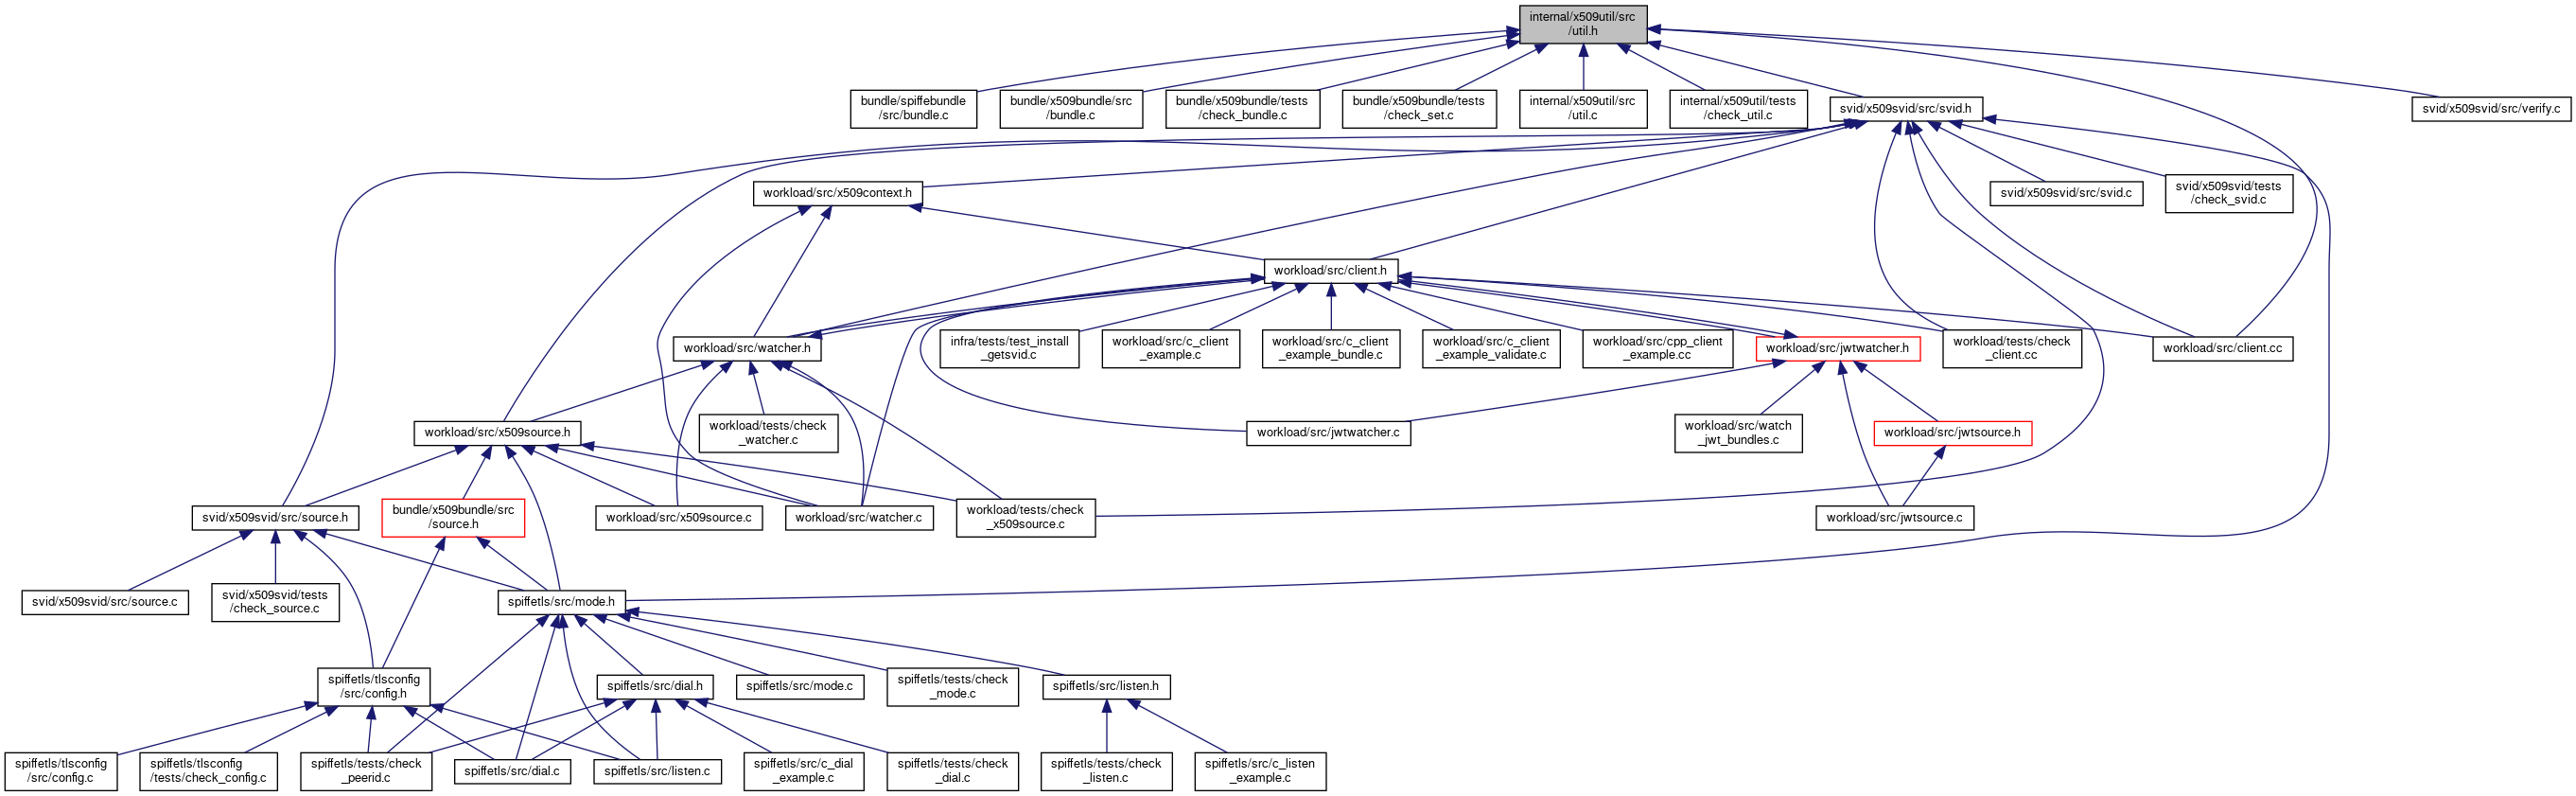 internal/x509util/src
/util.h
bundle/spiffebundle
/src/bundle.c
bundle/x509bundle/src
/bundle.c
bundle/x509bundle/tests
/check_bundle.c
bundle/x509bundle/tests
/check_set.c
internal/x509util/src
/util.c
internal/x509util/tests
/check_util.c
svid/x509svid/src/svid.h
svid/x509svid/src/verify.c
workload/src/x509context.h
svid/x509svid/src/svid.c
svid/x509svid/tests
/check_svid.c
workload/src/client.h
workload/src/watcher.h
infra/tests/test_install
_getsvid.c
workload/src/c_client
_example.c
workload/src/c_client
_example_bundle.c
workload/src/c_client
_example_validate.c
workload/src/cpp_client
_example.cc
workload/src/jwtwatcher.h
workload/tests/check
_client.cc
workload/src/client.cc
workload/src/x509source.h
workload/tests/check
_watcher.c
workload/src/jwtwatcher.c
workload/src/watch
_jwt_bundles.c
workload/src/jwtsource.h
svid/x509svid/src/source.h
bundle/x509bundle/src
/source.h
workload/src/x509source.c
workload/src/watcher.c
workload/tests/check
_x509source.c
workload/src/jwtsource.c
svid/x509svid/src/source.c
svid/x509svid/tests
/check_source.c
spiffetls/src/mode.h
spiffetls/tlsconfig
/src/config.h
spiffetls/src/dial.h
spiffetls/src/mode.c
spiffetls/tests/check
_mode.c
spiffetls/src/listen.h
spiffetls/tlsconfig
/src/config.c
spiffetls/tlsconfig
/tests/check_config.c
spiffetls/tests/check
_peerid.c
spiffetls/src/dial.c
spiffetls/src/listen.c
spiffetls/src/c_dial
_example.c
spiffetls/tests/check
_dial.c
spiffetls/tests/check
_listen.c
spiffetls/src/c_listen
_example.c